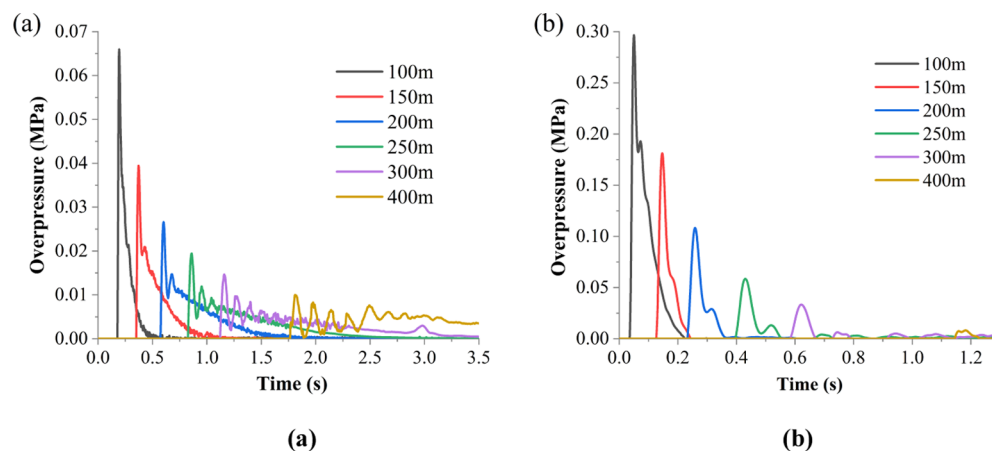 (a)
0.07
0.06
0.05
0.04
0.03
0.02
0.01
0.00
Overpressure (MPa)
100m
150m
200m
250m
300m
400m
0.0 0.5 1.0 1.5 2.0 2.5 3.0 3.5
Time (s)
(a)
(b)
0.30
0.25
0.20
0.15
0.10
0.05
0.00
Overpressure (MPa)
100m
150m
200m
250m
300m
400m
0.0 0.2 0.4 0.6 0.8 1.0 1.2
Time (s)
(b)